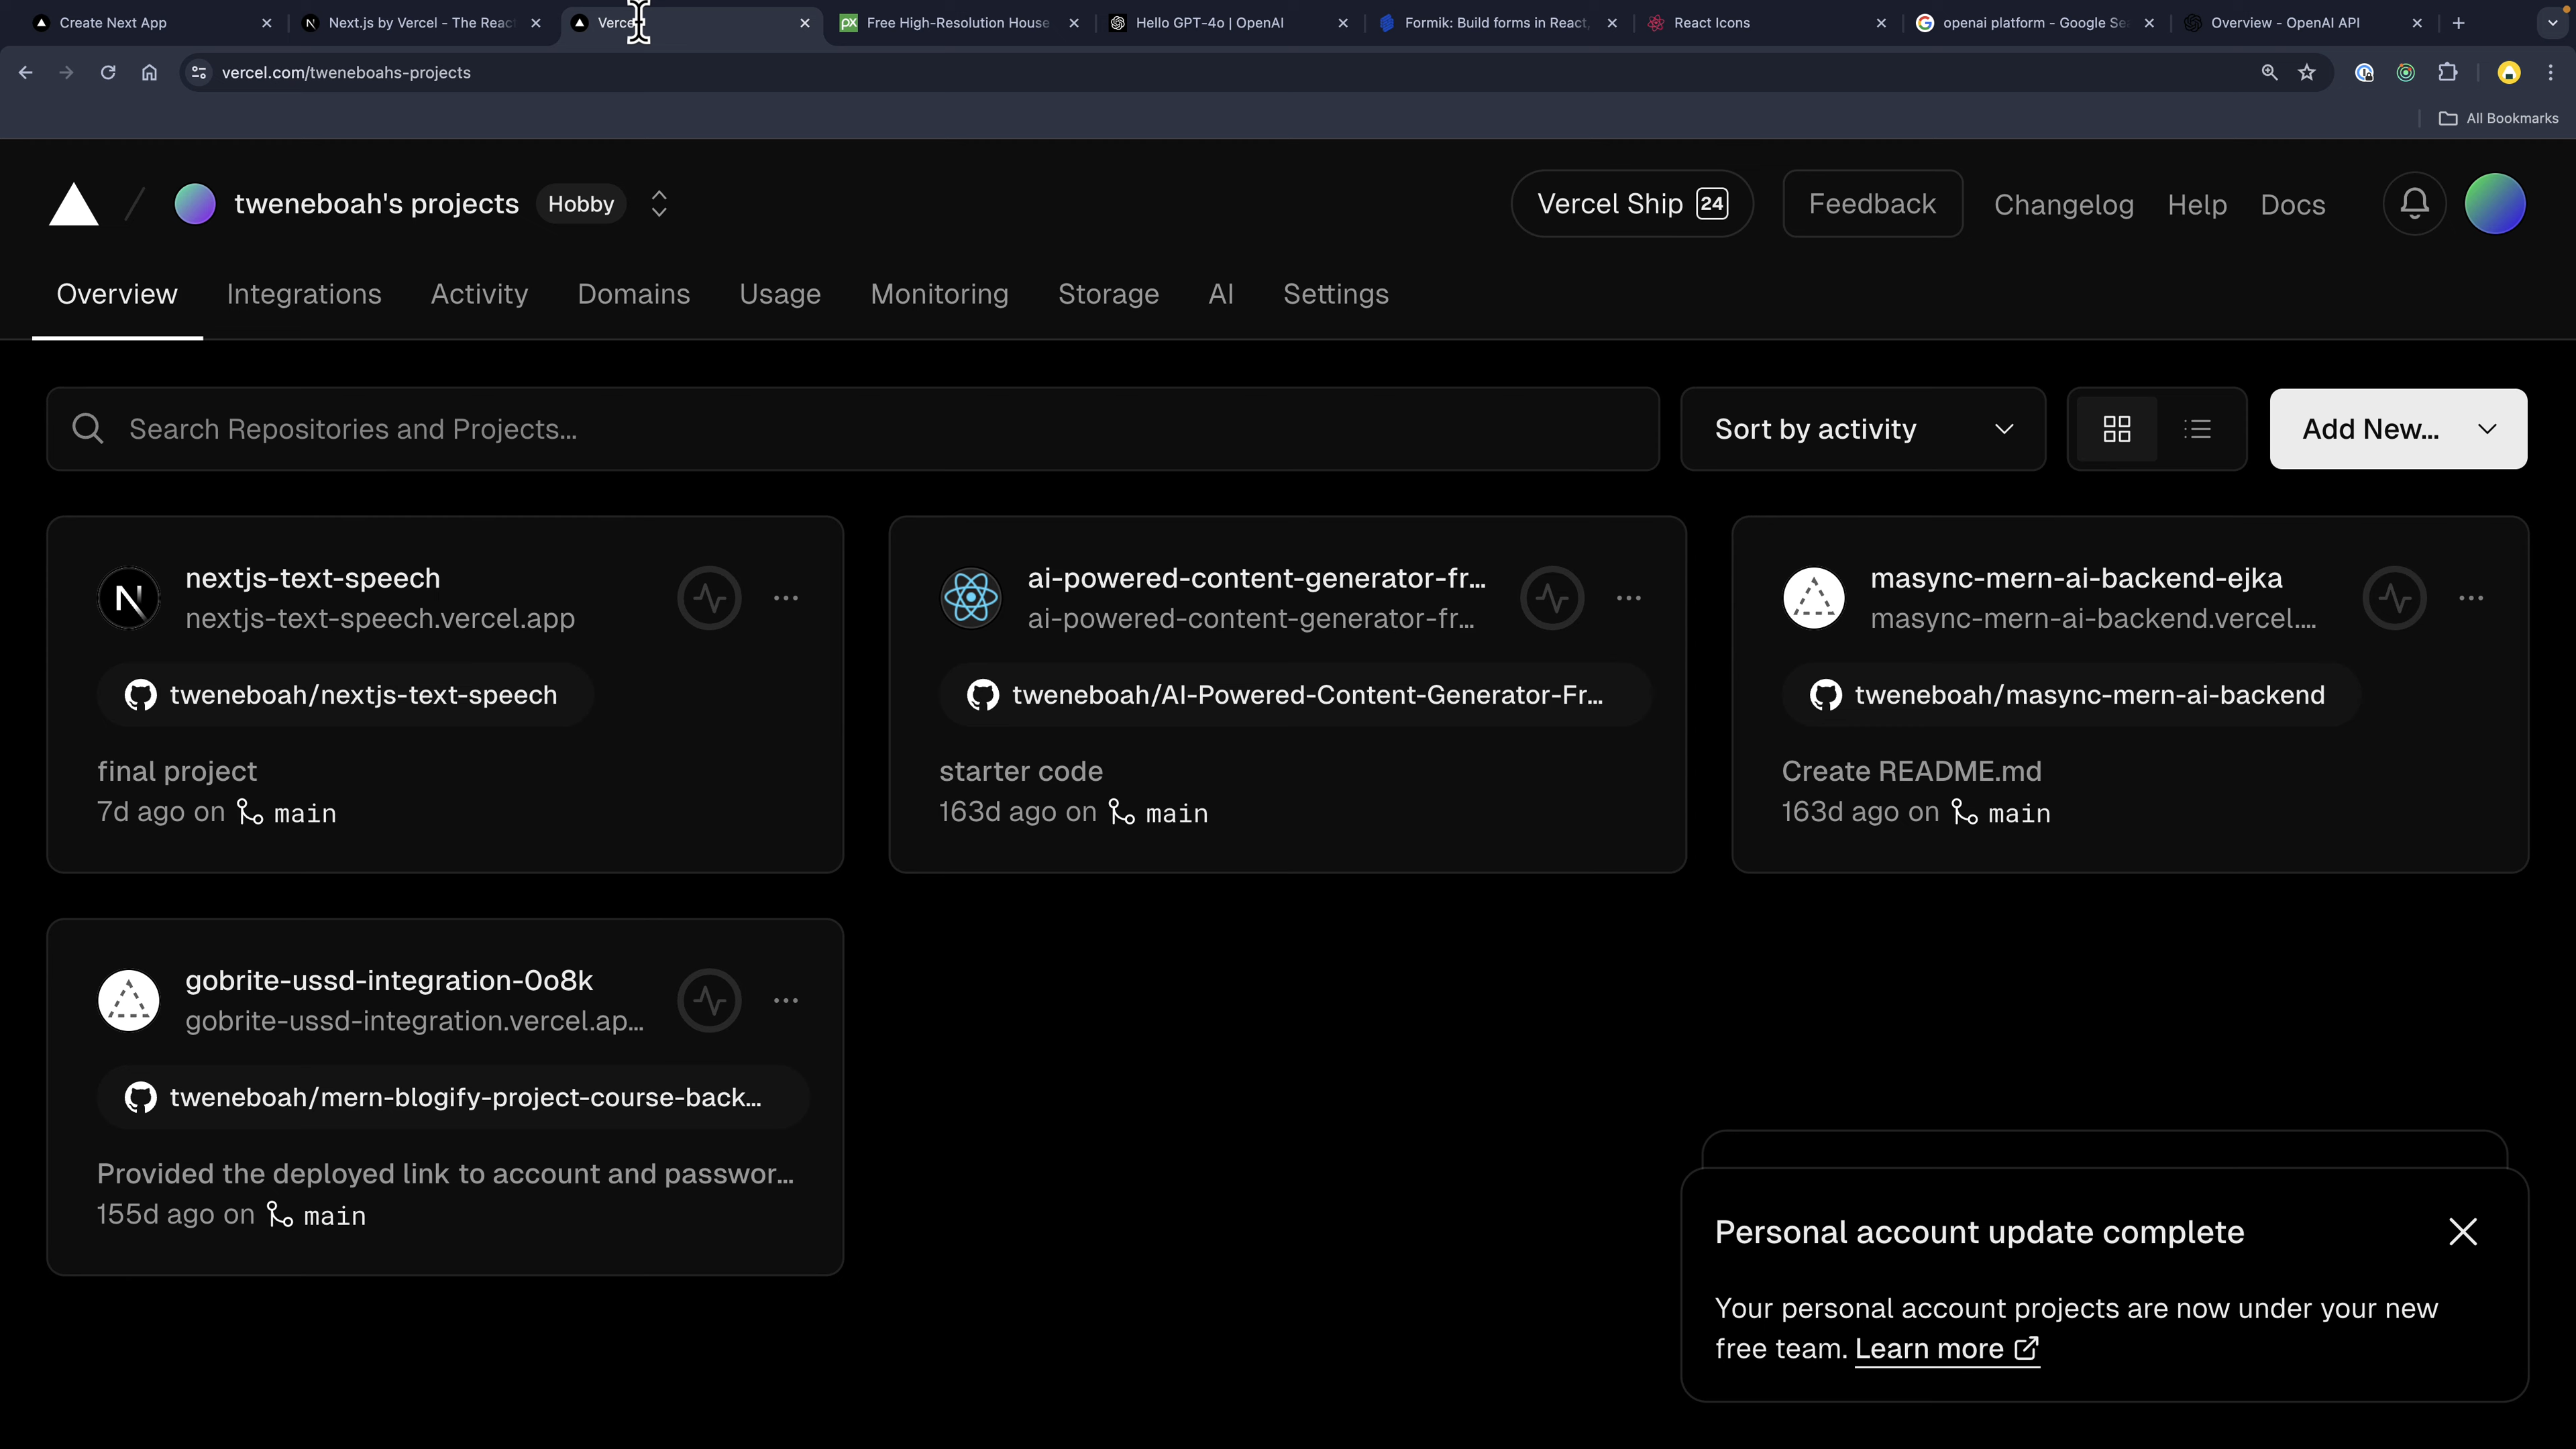 Create Next App
Next.js by Vercel - The Reac
Vercel
Free High-Resolution House
Hello GPT-4o | OpenAI
Formik: Build forms in React,
React Icons
openai platform - Google Se
Overview - OpenAI API
vercel.com/tweneboahs-projects
All Bookmarks
tweneboah's projects Hobby
Vercel Ship 24 Feedback Changelog Help Docs
Overview Integrations Activity Domains Usage Monitoring Storage AI Settings
Search Repositories and Projects... Sort by activity Add New...
nextjs-text-speech
nextjs-text-speech.vercel.app
tweneboah/nextjs-text-speech
final project
7d ago on main
ai-powered-content-generator-fr...
ai-powered-content-generator-fr...
tweneboah/AI-Powered-Content-Generator-Fr...
starter code
163d ago on main
masync-mern-ai-backend-ejka
masync-mern-ai-backend.vercel....
tweneboah/masync-mern-ai-backend
Create README.md
163d ago on main
gobrite-ussd-integration-0o8k
gobrite-ussd-integration.vercel.ap...
tweneboah/mern-blogify-project-course-back...
Provided the deployed link to account and passwor...
155d ago on main
Personal account update complete
Your personal account projects are now under your new
free team. Learn more